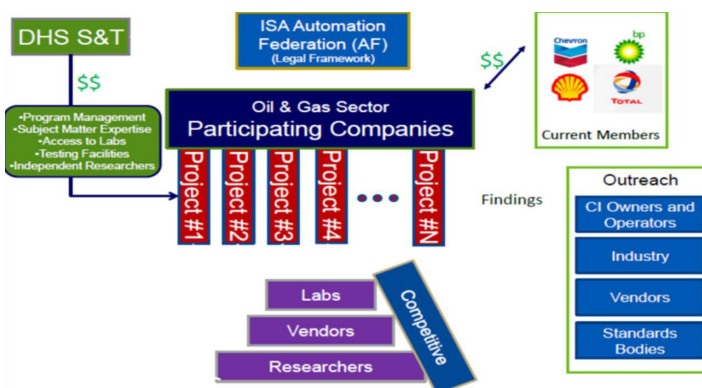 DHS S&T
ISA Automation
Federation (AF)
(Legal Framework)
$$
$$
Chevron
bp
TOTAL
Current Members
•Program Management
•Subject Matter Expertise
•Access to Labs
•Testing Facilities
•Independent Researchers
Oil & Gas Sector
Participating Companies
Project #1
Project #2
Project #3
Project #4
Project #N
Findings
Outreach
CI Owners and
Operators
Industry
Vendors
Standards
Bodies
Labs
Vendors
Researchers
Competitive